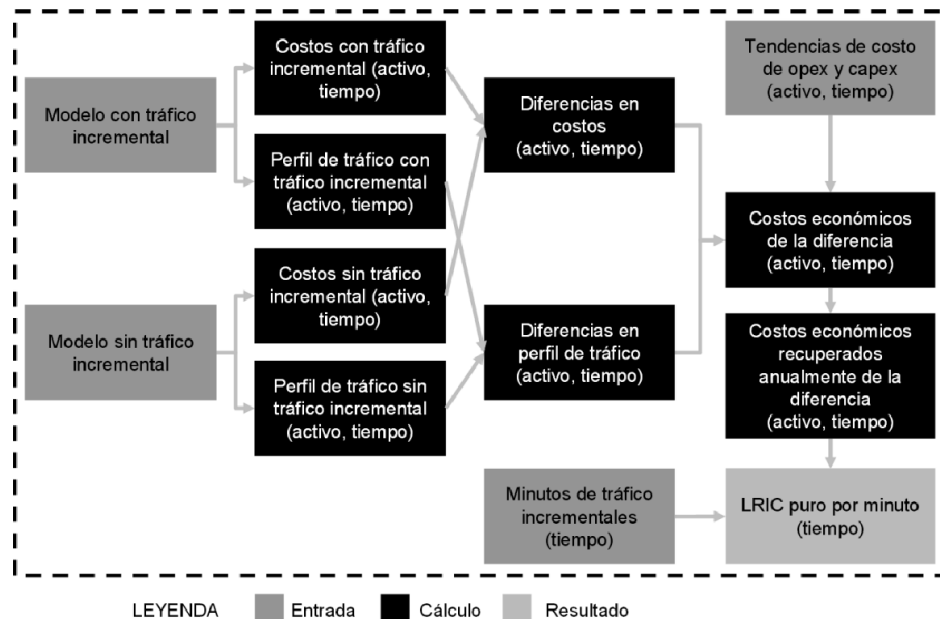 Modelo con tráfico
incremental
Modelo sin tráfico
incremental
Costos con tráfico
incremental (activo,
tiempo)
Perfil de tráfico con
tráfico incremental
(activo, tiempo)
Costos sin tráfico
incremental (activo,
tiempo)
Perfil de tráfico sin
tráfico incremental
(activo, tiempo)
Diferencias en
costos
(activo, tiempo)
Diferencias en
perfil de tráfico
(activo, tiempo)
Minutos de tráfico
incrementales
(tiempo)
Tendencias de costo
de opex y capex
(activo, tiempo)
Costos económicos
de la diferencia
(activo, tiempo)
Costos económicos
recuperados
anualmente de la
diferencia
(activo, tiempo)
LRIC puro por minuto
(tiempo)
LEYENDA
Entrada
Cálculo
Resultado